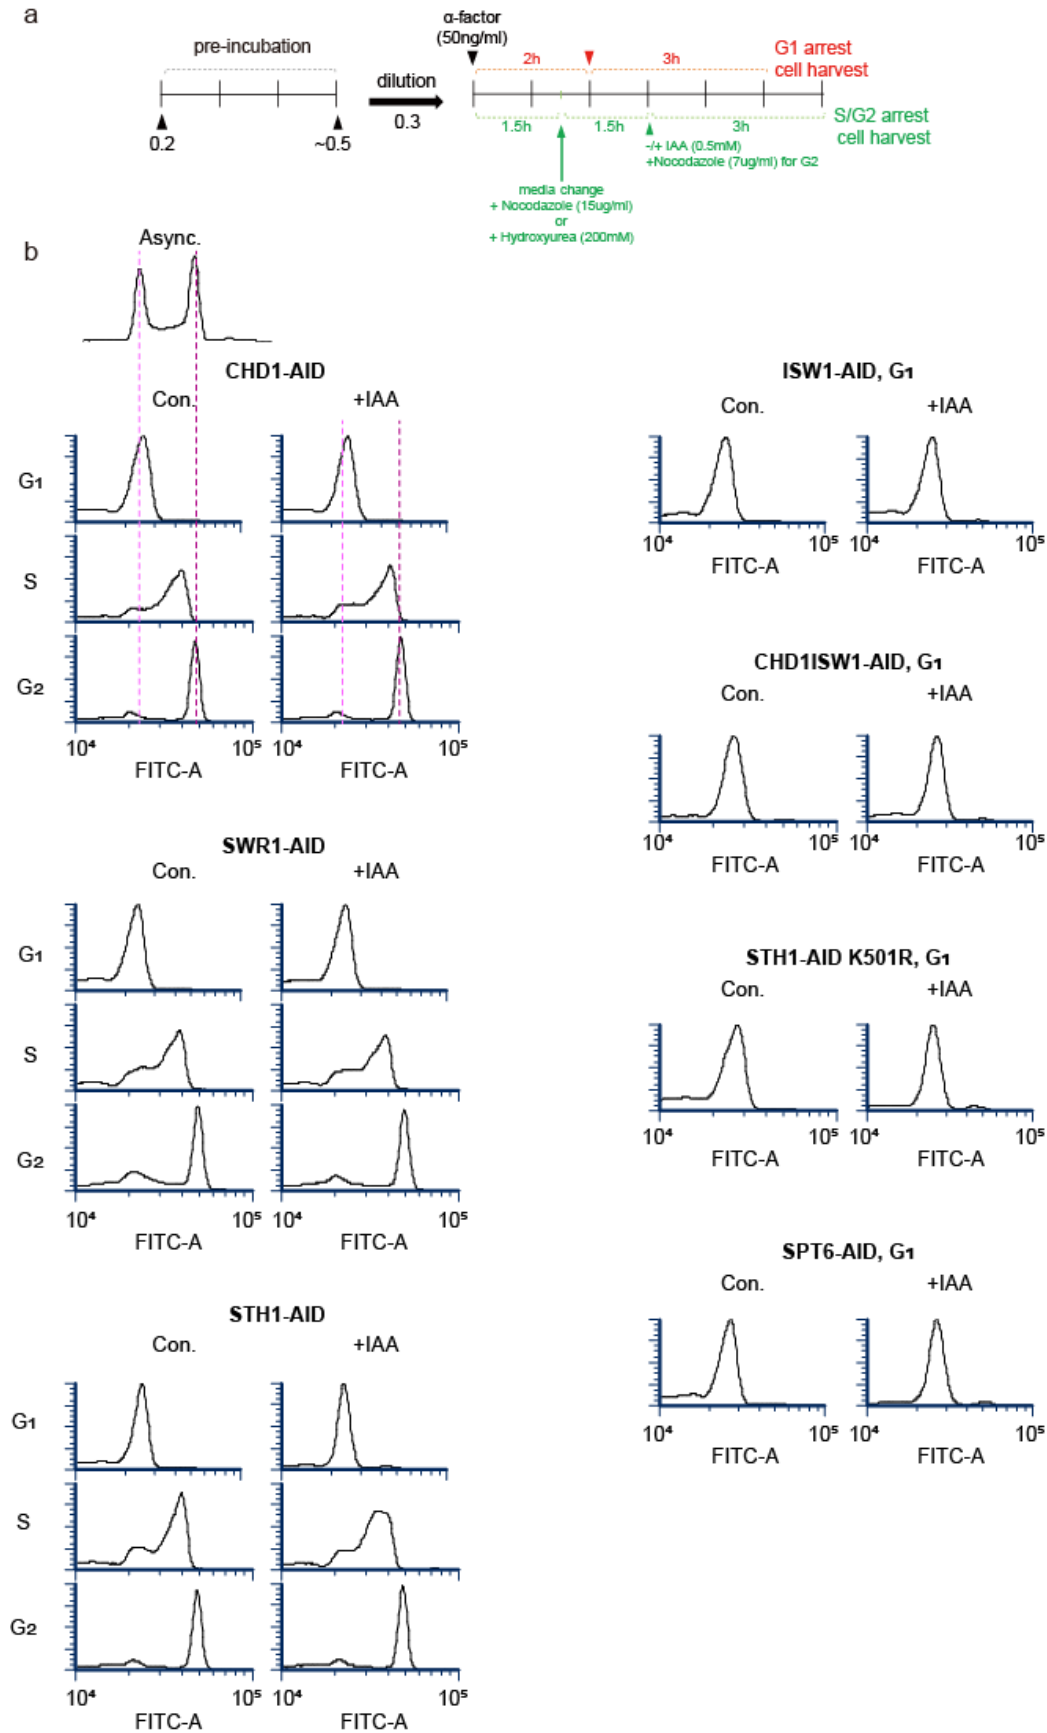 a
α-factor
(50ng/ml)
pre-incubation
2h
3h
G1 arrest
cell harvest
dilution
0.3
0.2
~0.5
1.5h
1.5h
3h
S/G2 arrest
cell harvest
-/+ IAA (0.5mM)
+Nocodazole (7ug/ml) for G2
media change
+ Nocodazole (15ug/ml)
or
+ Hydroxyurea (200mM)
b
Async.
CHD1-AID
Con.
+IAA
G1
S
G2
10⁴
10⁵
10⁴
10⁵
FITC-A
FITC-A
SWR1-AID
Con.
+IAA
G1
S
G2
10⁴
10⁵
10⁴
10⁵
FITC-A
FITC-A
STH1-AID
Con.
+IAA
G1
S
G2
10⁴
10⁵
10⁴
10⁵
FITC-A
FITC-A
ISW1-AID, G1
Con.
+IAA
10⁴
10⁵
10⁴
10⁵
FITC-A
FITC-A
CHD1ISW1-AID, G1
Con.
+IAA
10⁴
10⁵
10⁴
10⁵
FITC-A
FITC-A
STH1-AID K501R, G1
Con.
+IAA
10⁴
10⁵
10⁴
10⁵
FITC-A
FITC-A
SPT6-AID, G1
Con.
+IAA
10⁴
10⁵
10⁴
10⁵
FITC-A
FITC-A